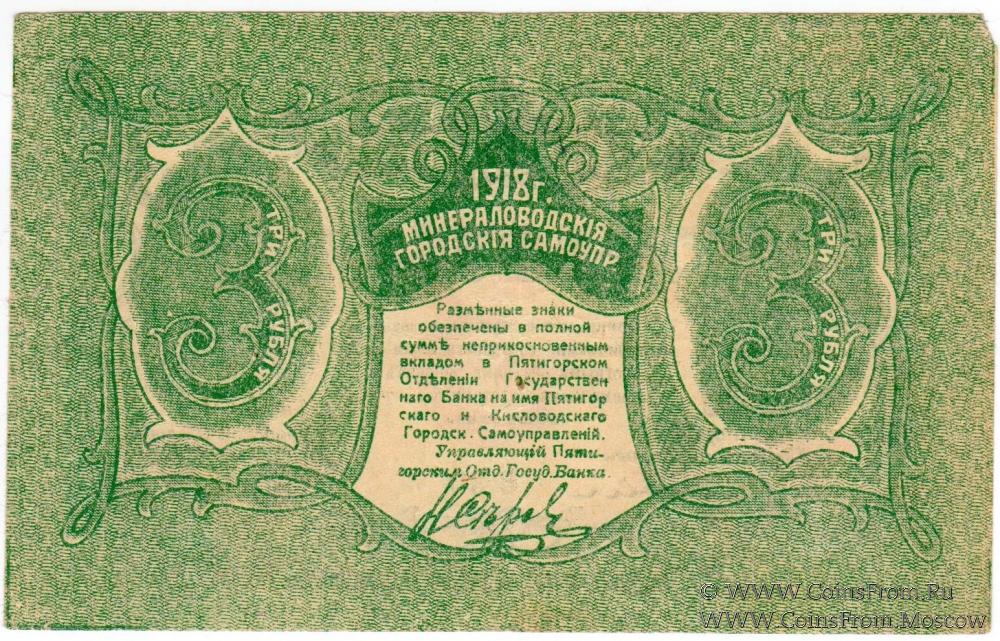 1918г.
МИНЕРАЛОВОДСКІЯ
ГОРОДСКІЯ САМОУПР.
3 ТРИ РУБЛЯ
3 ТРИ РУБЛЯ
Размѣнные знаки
обезпечены в полной
суммѣ неприкосновенным
вкладом в Пятигорском
Отдѣленіи Государствен
наго Банка на имя Пятигор
скаго и Кисловодскаго
Городск. Самоуправленій.
Управляющій Пяти-
горским Отд. Госуд. Банка.
© WWW.CoinsFrom.Ru
WWW.CoinsFrom.Moscow